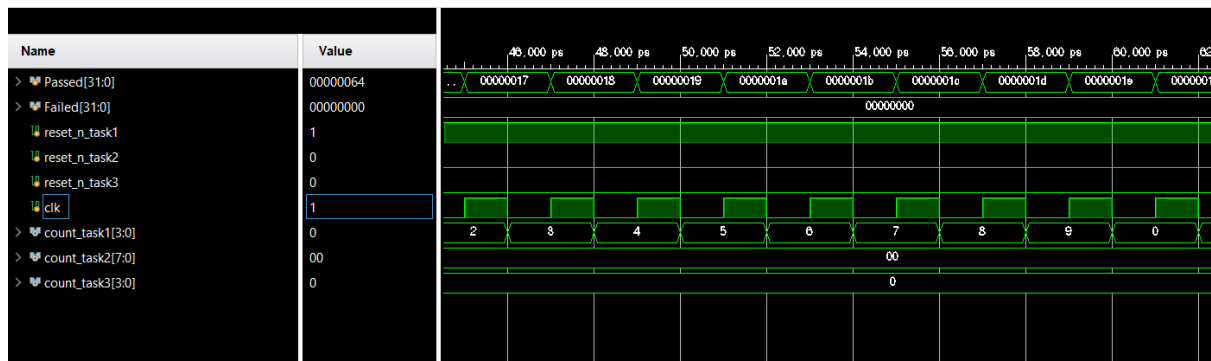 Name Value
46.000 ps 48.000 ps 50.000 ps 52.000 ps 54.000 ps 56.000 ps 58.000 ps 60.000 ps 62
> Passed[31:0] 00000064 .. 00000017 00000018 00000019 0000001a 0000001b 0000001c 0000001d 0000001e 0000001
> Failed[31:0] 00000000 00000000
reset_n_task1 1
reset_n_task2 0
reset_n_task3 0
clk 1
> count_task1[3:0] 0 2 3 4 5 6 7 8 9 0
> count_task2[7:0] 00 00
> count_task3[3:0] 0 0